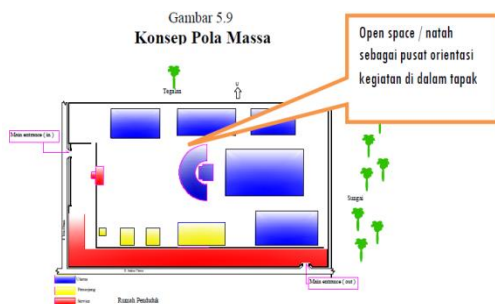 Gambar 5.9
Konsep Pola Massa
Open space / natah
sebagai pusat orientasi
kegiatan di dalam tapak
Tegalan
U
Main entrance ( in )
Sungai
Main entrance ( out )
Utama
Penunjang
Service
Rumah Penduduk